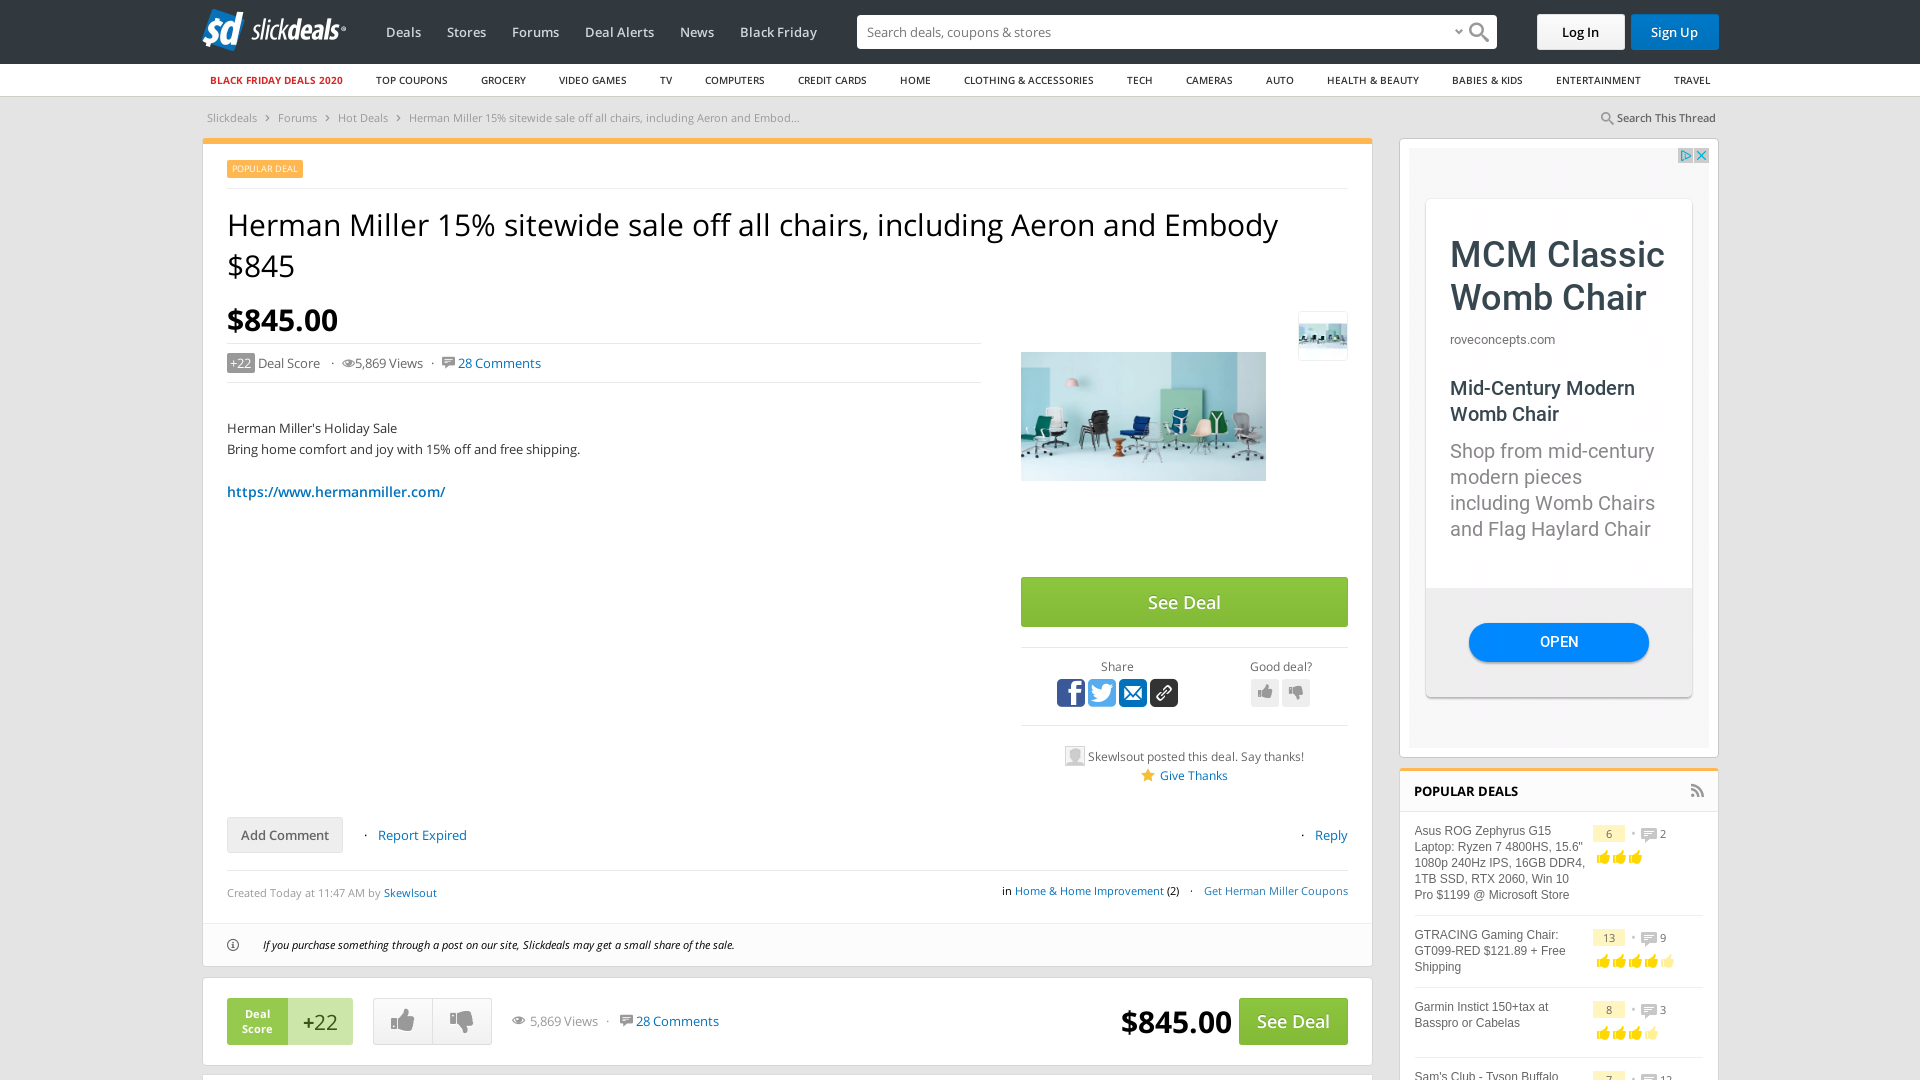 slickdeals
Deals Stores Forums Deal Alerts News Black Friday
Search deals, coupons & stores
Log In Sign Up
BLACK FRIDAY DEALS 2020 TOP COUPONS GROCERY VIDEO GAMES TV COMPUTERS CREDIT CARDS HOME CLOTHING & ACCESSORIES TECH CAMERAS AUTO HEALTH & BEAUTY BABIES & KIDS ENTERTAINMENT TRAVEL
Slickdeals › Forums › Hot Deals › Herman Miller 15% sitewide sale off all chairs, including Aeron and Embod...
Search This Thread
POPULAR DEAL
Herman Miller 15% sitewide sale off all chairs, including Aeron and Embody
$845
$845.00
+22 Deal Score · 5,869 Views · 28 Comments
Herman Miller's Holiday Sale
Bring home comfort and joy with 15% off and free shipping.
https://www.hermanmiller.com/
See Deal
Share Good deal?
Skewlsout posted this deal. Say thanks!
Give Thanks
Add Comment · Report Expired · Reply
Created Today at 11:47 AM by Skewlsout
in Home & Home Improvement (2) · Get Herman Miller Coupons
If you purchase something through a post on our site, Slickdeals may get a small share of the sale.
Deal
Score
+22
5,869 Views · 28 Comments
$845.00 See Deal
MCM Classic
Womb Chair
roveconcepts.com
Mid-Century Modern
Womb Chair
Shop from mid-century
modern pieces
including Womb Chairs
and Flag Haylard Chair
OPEN
POPULAR DEALS
Asus ROG Zephyrus G15
Laptop: Ryzen 7 4800HS, 15.6"
1080p 240Hz IPS, 16GB DDR4,
1TB SSD, RTX 2060, Win 10
Pro $1199 @ Microsoft Store
6 • 2
GTRACING Gaming Chair:
GT099-RED $121.89 + Free
Shipping
13 • 9
Garmin Instict 150+tax at
Basspro or Cabelas
8 • 3
Sam's Club - Tyson Buffalo
7 • 12